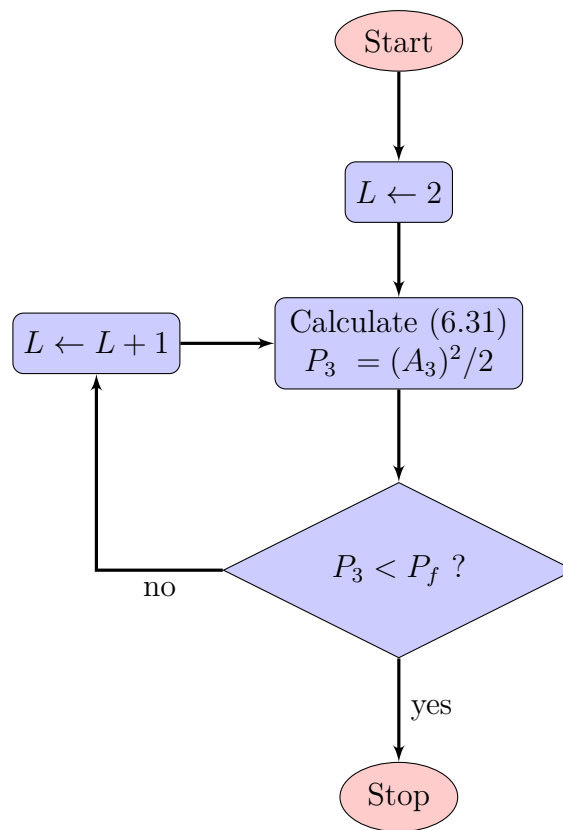 Start
L ← 2
Calculate (6.31)
P₃ = (A₃)²/2
L ← L + 1
P₃ < P_f ?
no
yes
Stop